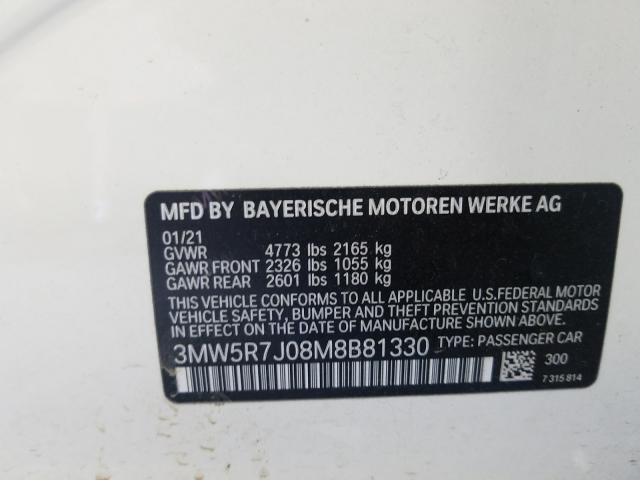 MFD BY BAYERISCHE MOTOREN WERKE AG
01/21
GVWR 4773 lbs 2165 kg
GAWR FRONT 2326 lbs 1055 kg
GAWR REAR 2601 lbs 1180 kg
THIS VEHICLE CONFORMS TO ALL APPLICABLE U.S.FEDERAL MOTOR
VEHICLE SAFETY, BUMPER AND THEFT PREVENTION STANDARDS
IN EFFECT ON THE DATE OF MANUFACTURE SHOWN ABOVE.
3MW5R7J08M8B81330 TYPE: PASSENGER CAR
300
7 315 814